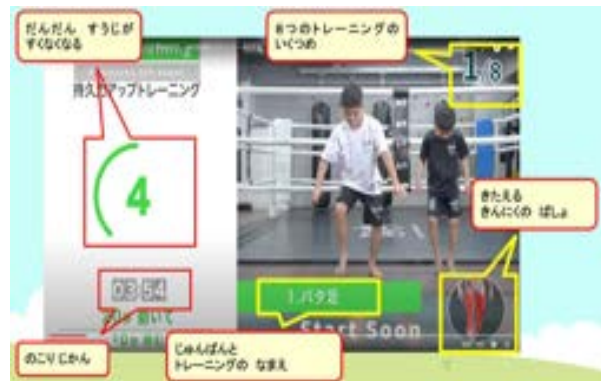 だんだん　すうじが
すくなくなる
8つのトレーニングの
いくつめ
1/8
持久力アップトレーニング
4
きたえる
きんにくの　ばしょ
03:54
1.バタ足
Start Soon
のこりじかん
じゅんばんと
トレーニングの　なまえ